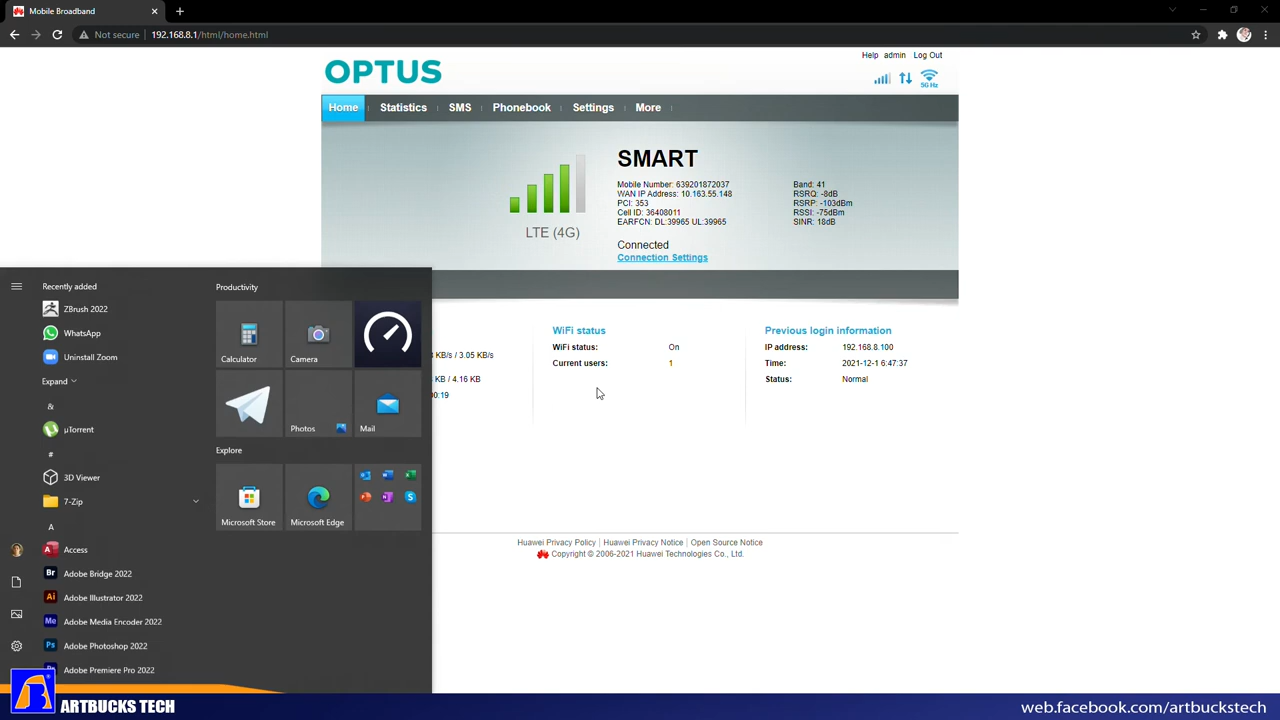 Mobile Broadband
Not secure
192.168.8.1/html/home.html
Help admin Log Out
OPTUS
5G Hz
Home Statistics SMS Phonebook Settings More
SMART
Mobile Number: 639201872037
WAN IP Address: 10.163.55.148
PCI: 353
Cell ID: 36408011
EARFCN: DL:39965 UL:39965
Band: 41
RSRQ: -8dB
RSRP: -103dBm
RSSI: -75dBm
SINR: 18dB
LTE (4G)
Connected
Connection Settings
KB/s / 3.05 KB/s
KB / 4.16 KB
0:19
WiFi status
WiFi status: On
Current users: 1
Previous login information
IP address: 192.168.8.100
Time: 2021-12-1 6:47:37
Status: Normal
Huawei Privacy Policy | Huawei Privacy Notice | Open Source Notice
Copyright © 2006-2021 Huawei Technologies Co., Ltd.
Recently added
ZBrush 2022
WhatsApp
Uninstall Zoom
Expand
&
µTorrent
#
3D Viewer
7-Zip
A
Access
Br Adobe Bridge 2022
Ai Adobe Illustrator 2022
Me Adobe Media Encoder 2022
Ps Adobe Photoshop 2022
Adobe Premiere Pro 2022
Productivity
Calculator
Camera
Photos
Mail
Explore
Microsoft Store
Microsoft Edge
ARTBUCKS TECH
web.facebook.com/artbuckstech